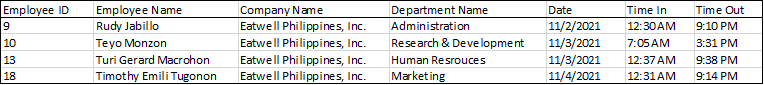 Employee ID Employee Name Company Name Department Name Date Time In Time Out
9 Rudy Jabillo Eatwell Philippines, Inc. Administration 11/2/2021 12:30 AM 9:10 PM
10 Teyo Monzon Eatwell Philippines, Inc. Research & Development 11/3/2021 7:05 AM 3:31 PM
13 Turi Gerard Macrohon Eatwell Philippines, Inc. Human Resrouces 11/3/2021 12:37 AM 9:38 PM
18 Timothy Emili Tugonon Eatwell Philippines, Inc. Marketing 11/4/2021 12:31 AM 9:14 PM